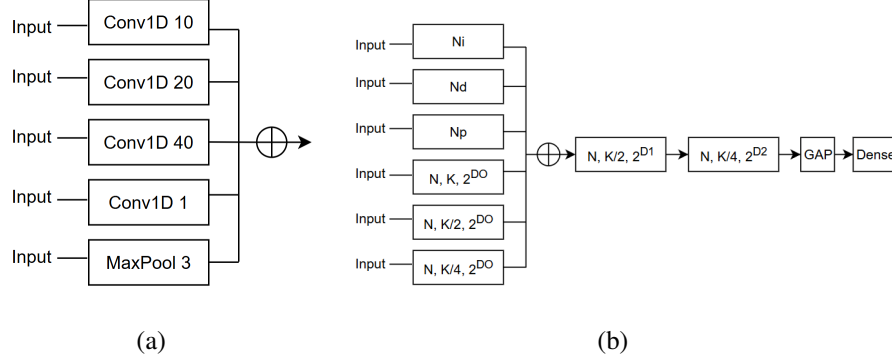 Input Conv1D 10
Input Conv1D 20
Input Conv1D 40
Input Conv1D 1
Input MaxPool 3
(a)
Input Ni
Input Nd
Input Np
Input N, K, 2^DO
Input N, K/2, 2^DO
Input N, K/4, 2^DO
N, K/2, 2^D1
N, K/4, 2^D2
GAP
Dense
(b)